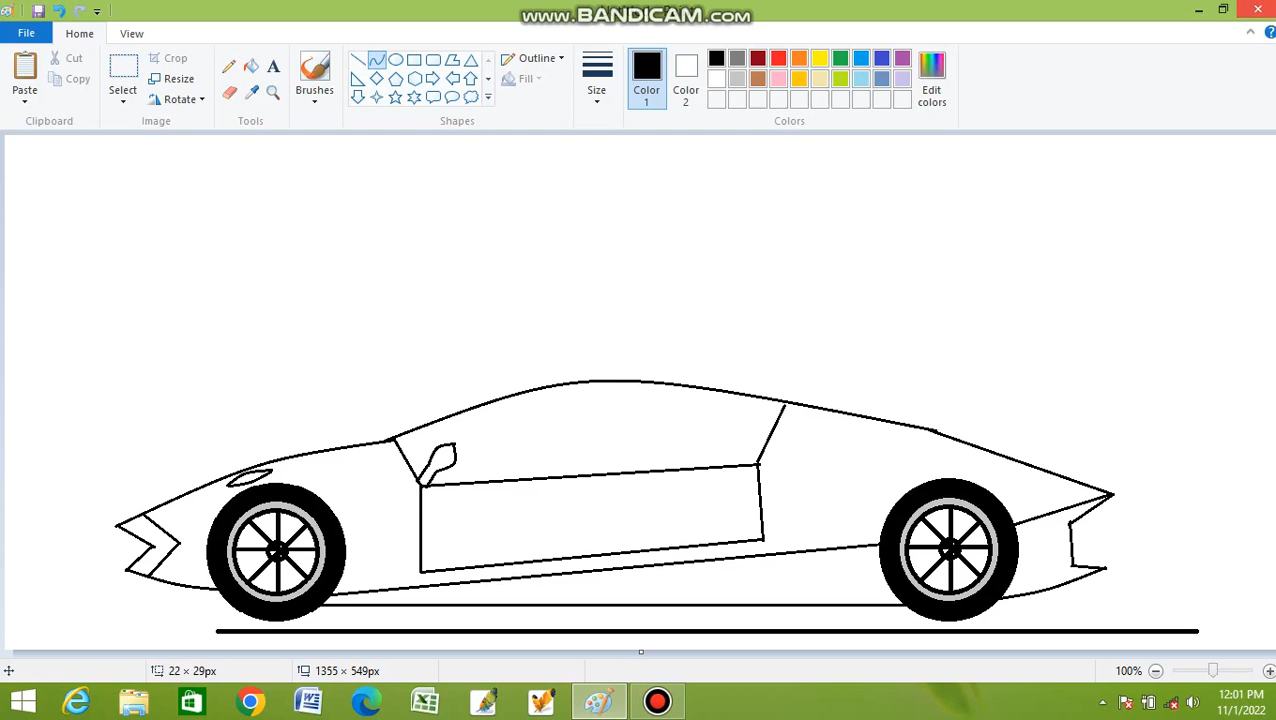 www.BANDICAM.com
File
Home
View
Paste
Cut
Copy
Clipboard
Select
Crop
Resize
Rotate
Image
A
Tools
Brushes
Outline
Fill
Shapes
Size
Color
1
Color
2
Edit
colors
Colors
22 × 29px
1355 × 549px
100%
12:01 PM
11/1/2022